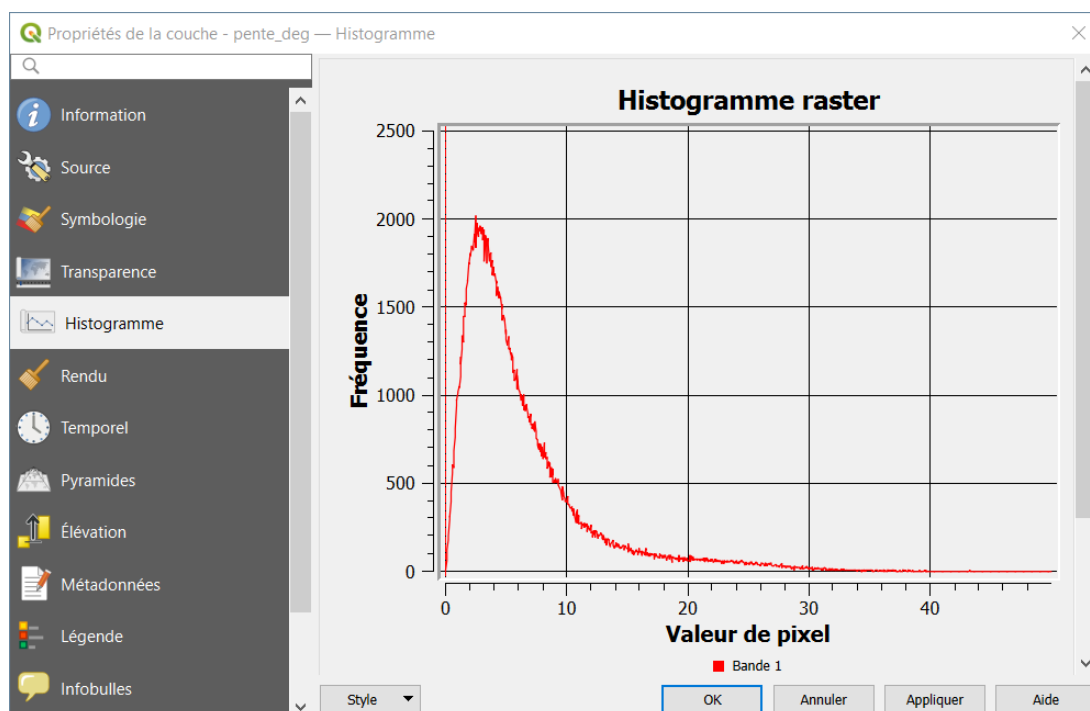 Propriétés de la couche - pente_deg — Histogramme
Information
Source
Symbologie
Transparence
Histogramme
Rendu
Temporel
Pyramides
Élévation
Métadonnées
Légende
Infobulles
Histogramme raster
Fréquence
2500
2000
1500
1000
500
0
0 10 20 30 40
Valeur de pixel
Bande 1
Style OK Annuler Appliquer Aide